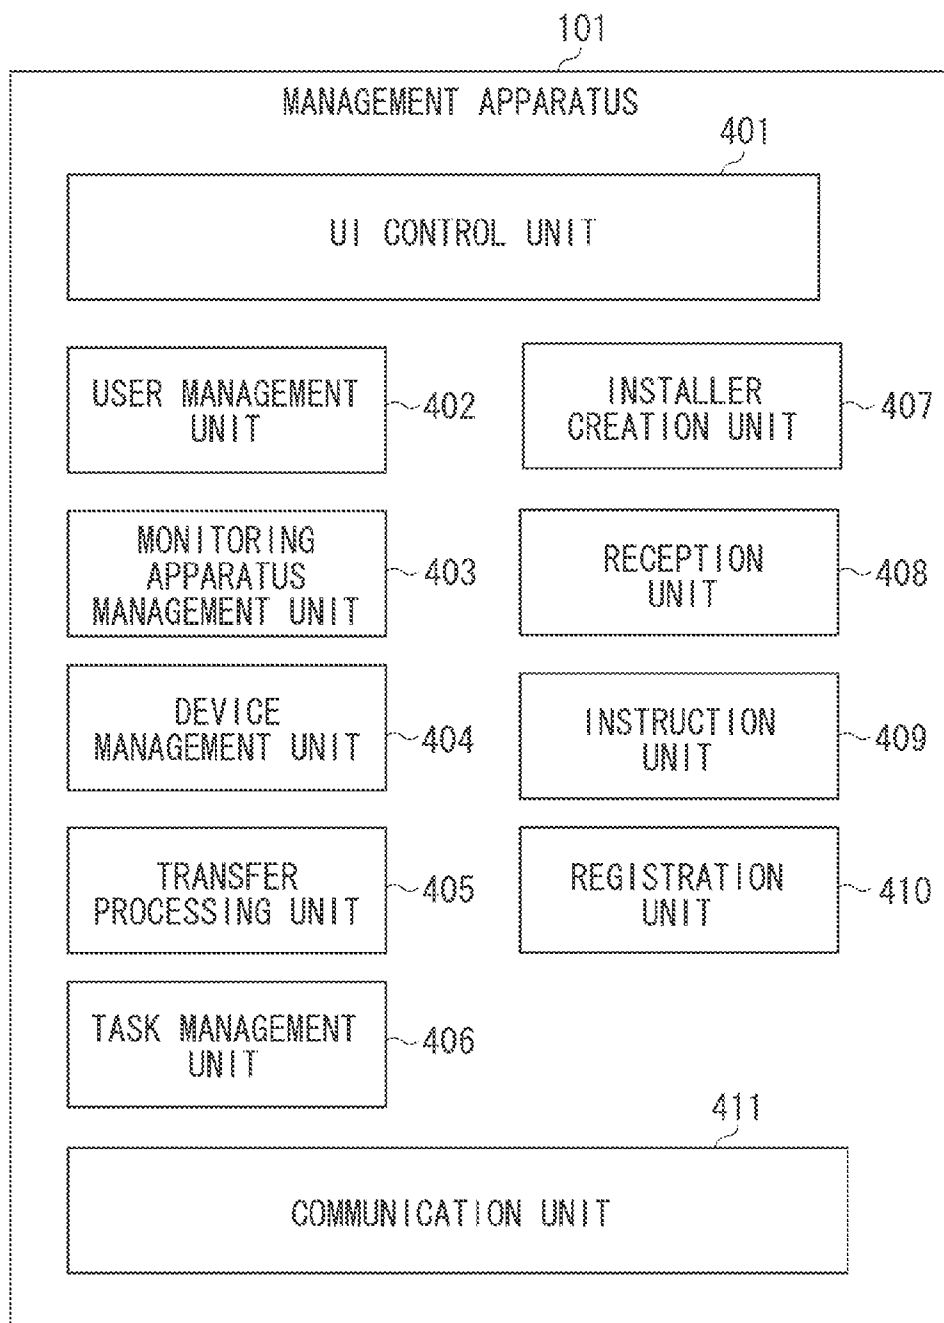 101
MANAGEMENT APPARATUS
401
UI CONTROL UNIT
USER MANAGEMENT
UNIT
402
INSTALLER
CREATION UNIT
407
MONITORING
APPARATUS
MANAGEMENT UNIT
403
RECEPTION
UNIT
408
DEVICE
MANAGEMENT UNIT
404
INSTRUCTION
UNIT
409
TRANSFER
PROCESSING UNIT
405
REGISTRATION
UNIT
410
TASK MANAGEMENT
UNIT
406
411
COMMUNICATION UNIT